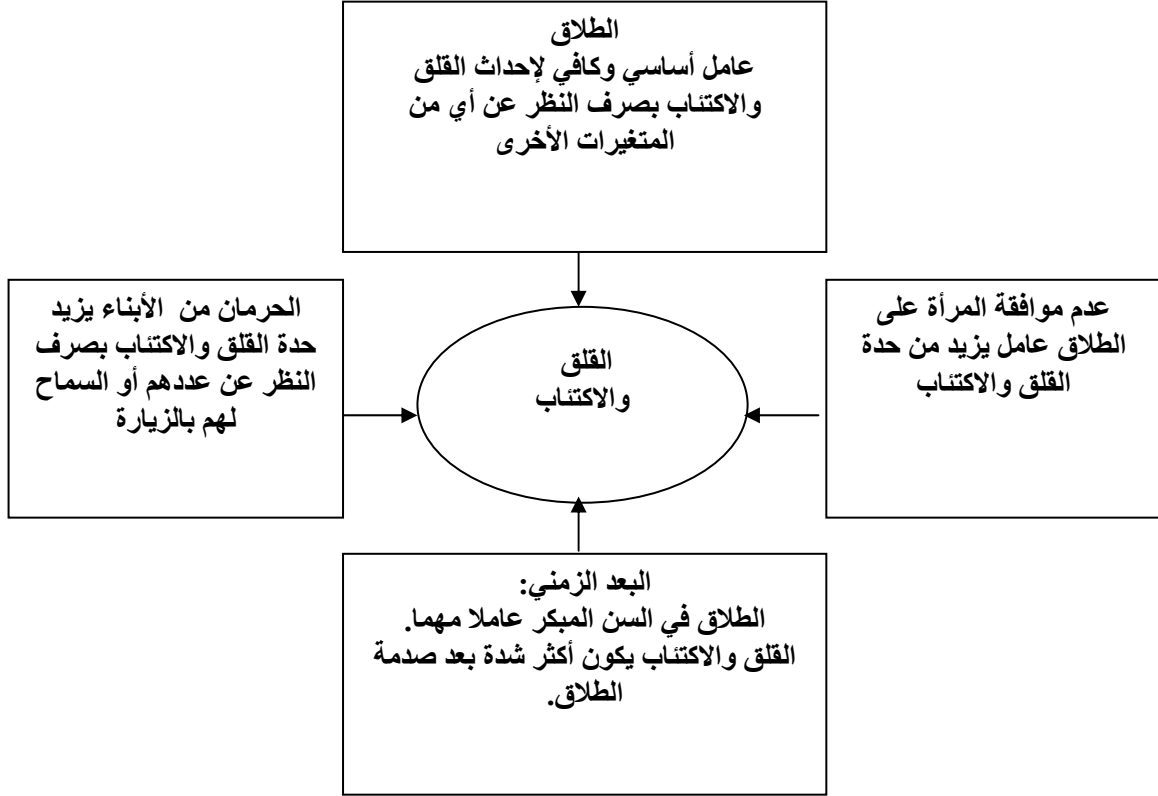 الطلاق
عامل أساسي وكافي لإحداث القلق
والاكتئاب بصرف النظر عن أي من
المتغيرات الأخرى
عدم موافقة المرأة على
الطلاق عامل يزيد من حدة
القلق والاكتئاب
القلق
والاكتئاب
الحرمان من الأبناء يزيد
حدة القلق والاكتئاب بصرف
النظر عن عددهم أو السماح
لهم بالزيارة
البعد الزمني:
الطلاق في السن المبكر عاملا مهما.
القلق والاكتئاب يكون أكثر شدة بعد صدمة
الطلاق.